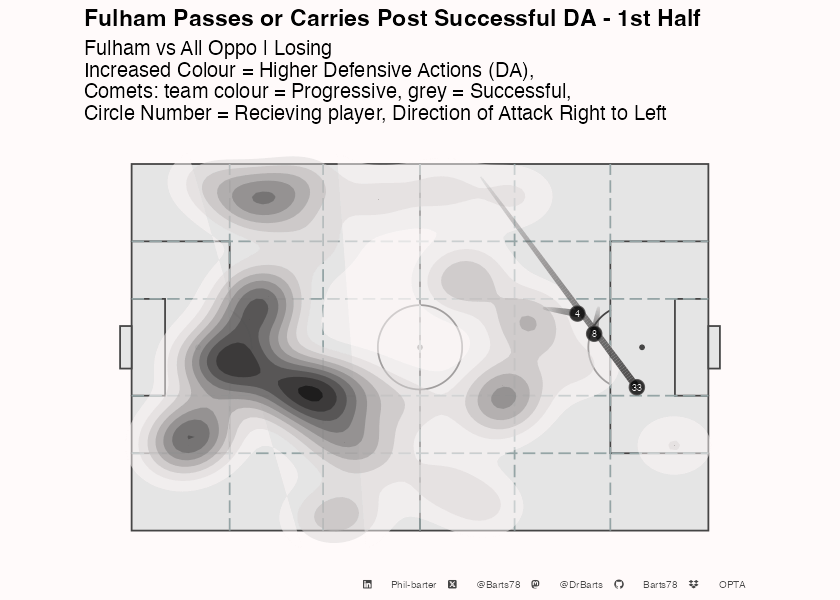 Fulham Passes or Carries Post Successful DA - 1st Half
Fulham vs All Oppo I Losing
Increased Colour = Higher Defensive Actions (DA),
Comets: team colour = Progressive, grey = Successful,
Circle Number = Recieving player, Direction of Attack Right to Left
4
8
33
Phil-barter @Barts78 @DrBarts Barts78 OPTA